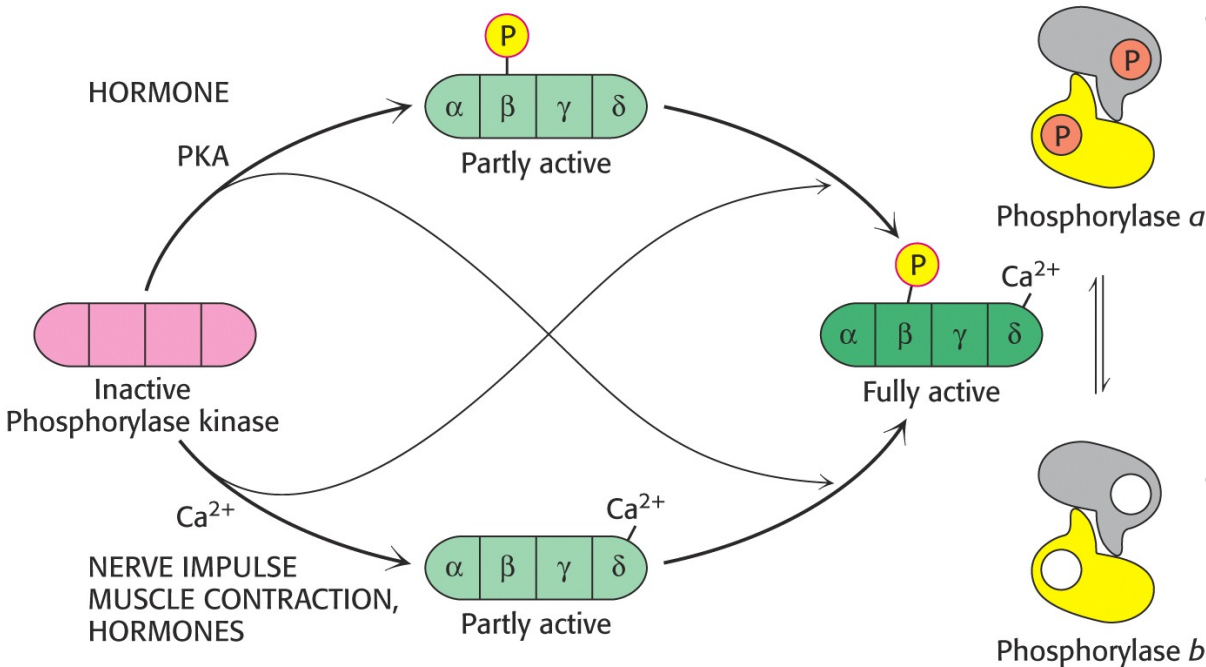 HORMONE
PKA
P
α β γ δ
Partly active
Inactive
Phosphorylase kinase
Ca²⁺
NERVE IMPULSE
MUSCLE CONTRACTION,
HORMONES
Ca²⁺
α β γ δ
Partly active
P
Ca²⁺
α β γ δ
Fully active
P
P
Phosphorylase a
Phosphorylase b